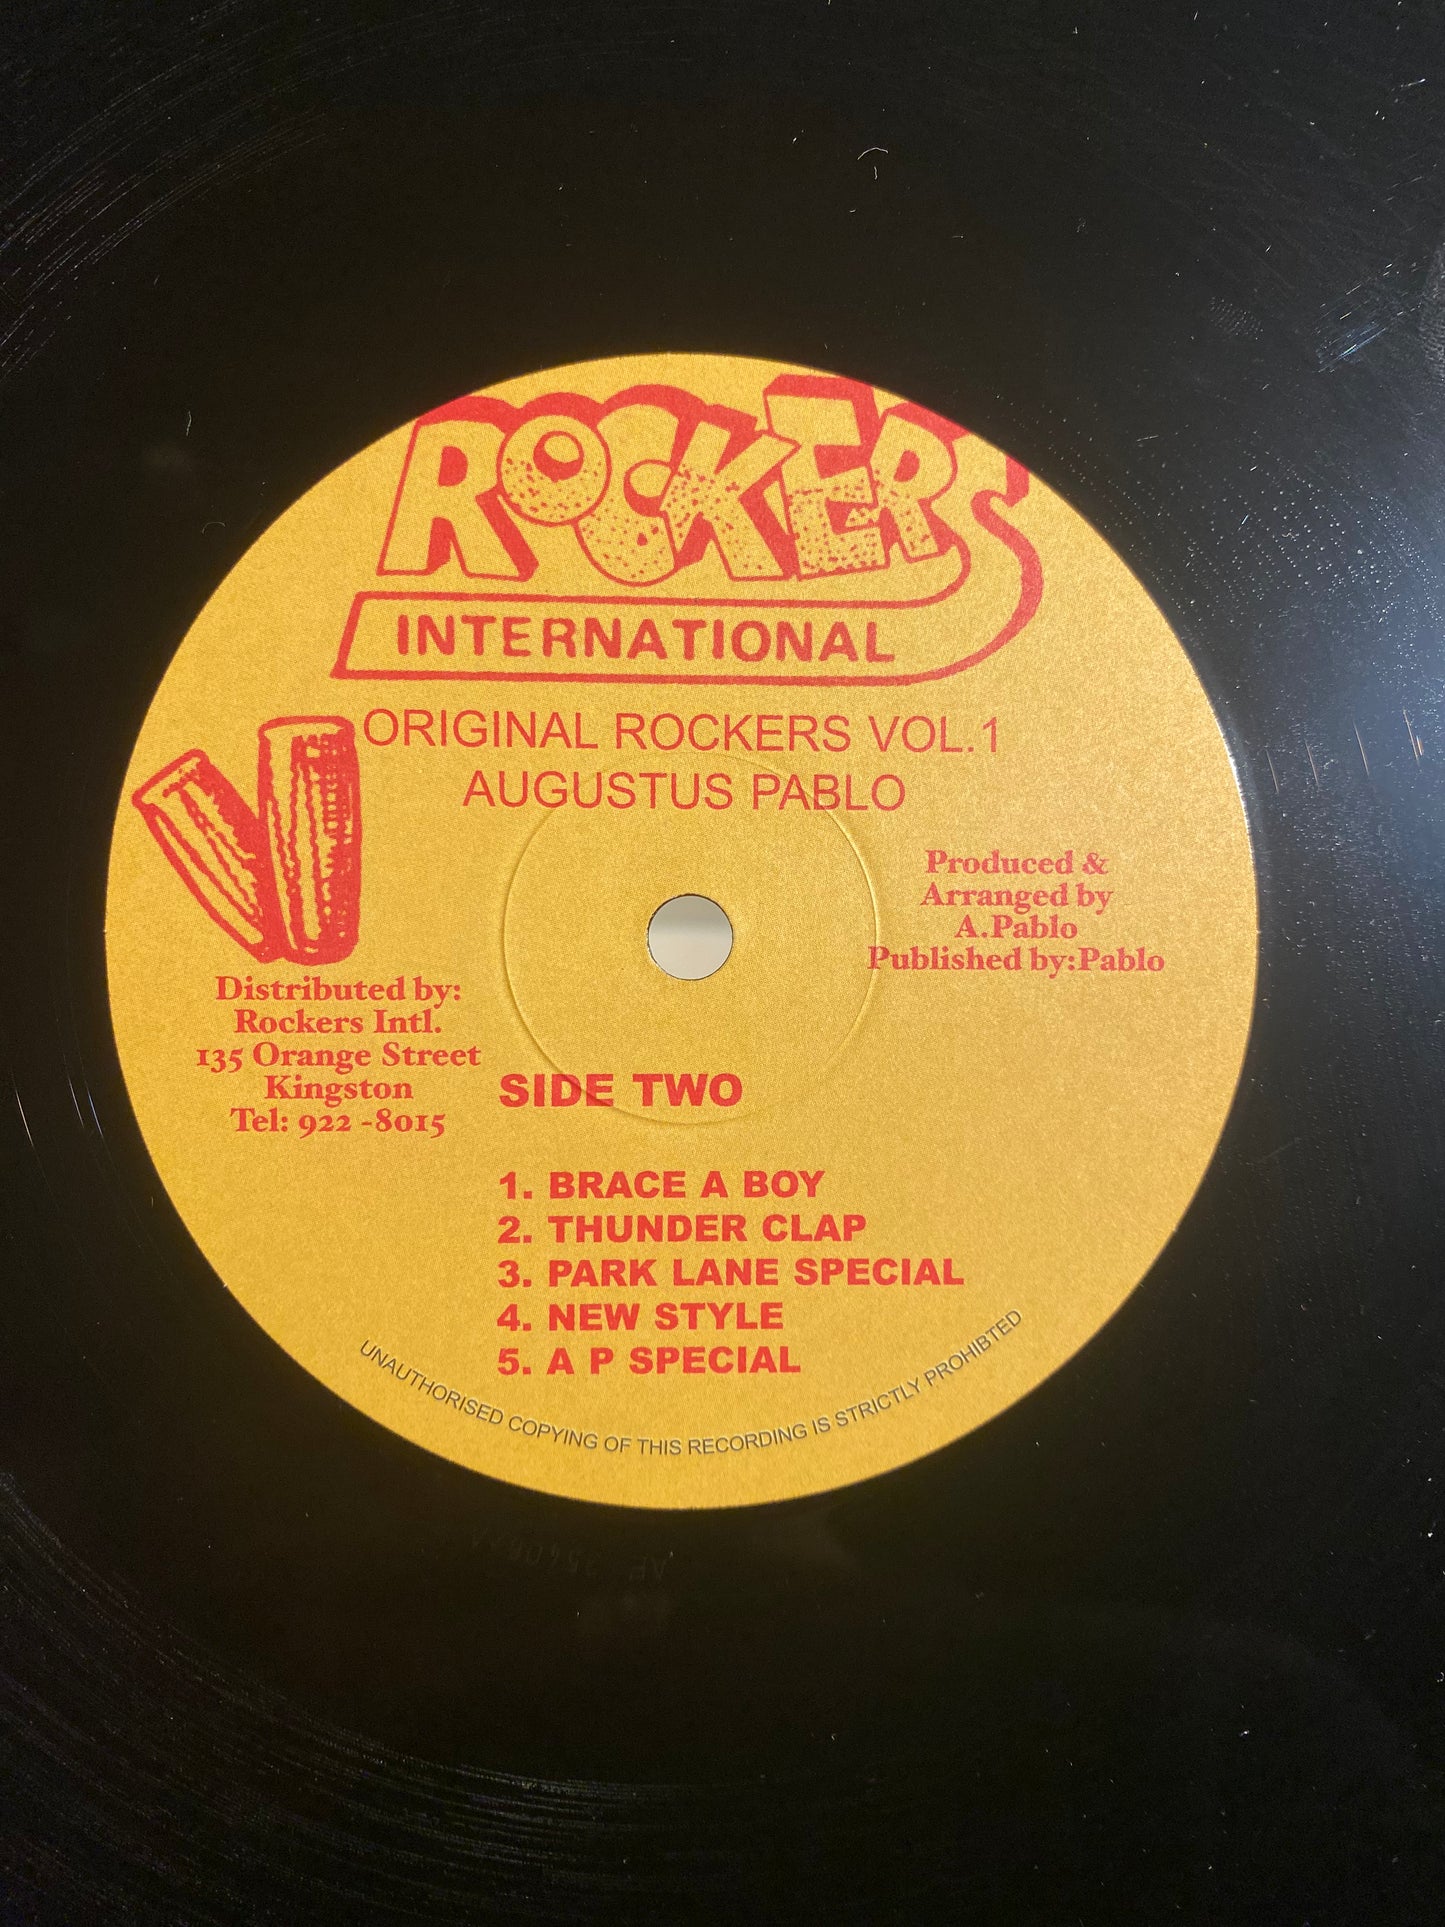 ROCKERS
INTERNATIONAL
ORIGINAL ROCKERS VOL.1
AUGUSTUS PABLO
Produced &
Arranged by
A.Pablo
Published by:Pablo
Distributed by:
Rockers Intl.
135 Orange Street
Kingston
Tel: 922 -8015
SIDE TWO
1. BRACE A BOY
2. THUNDER CLAP
3. PARK LANE SPECIAL
4. NEW STYLE
5. A P SPECIAL
UNAUTHORISED COPYING OF THIS RECORDING IS STRICTLY PROHIBTED